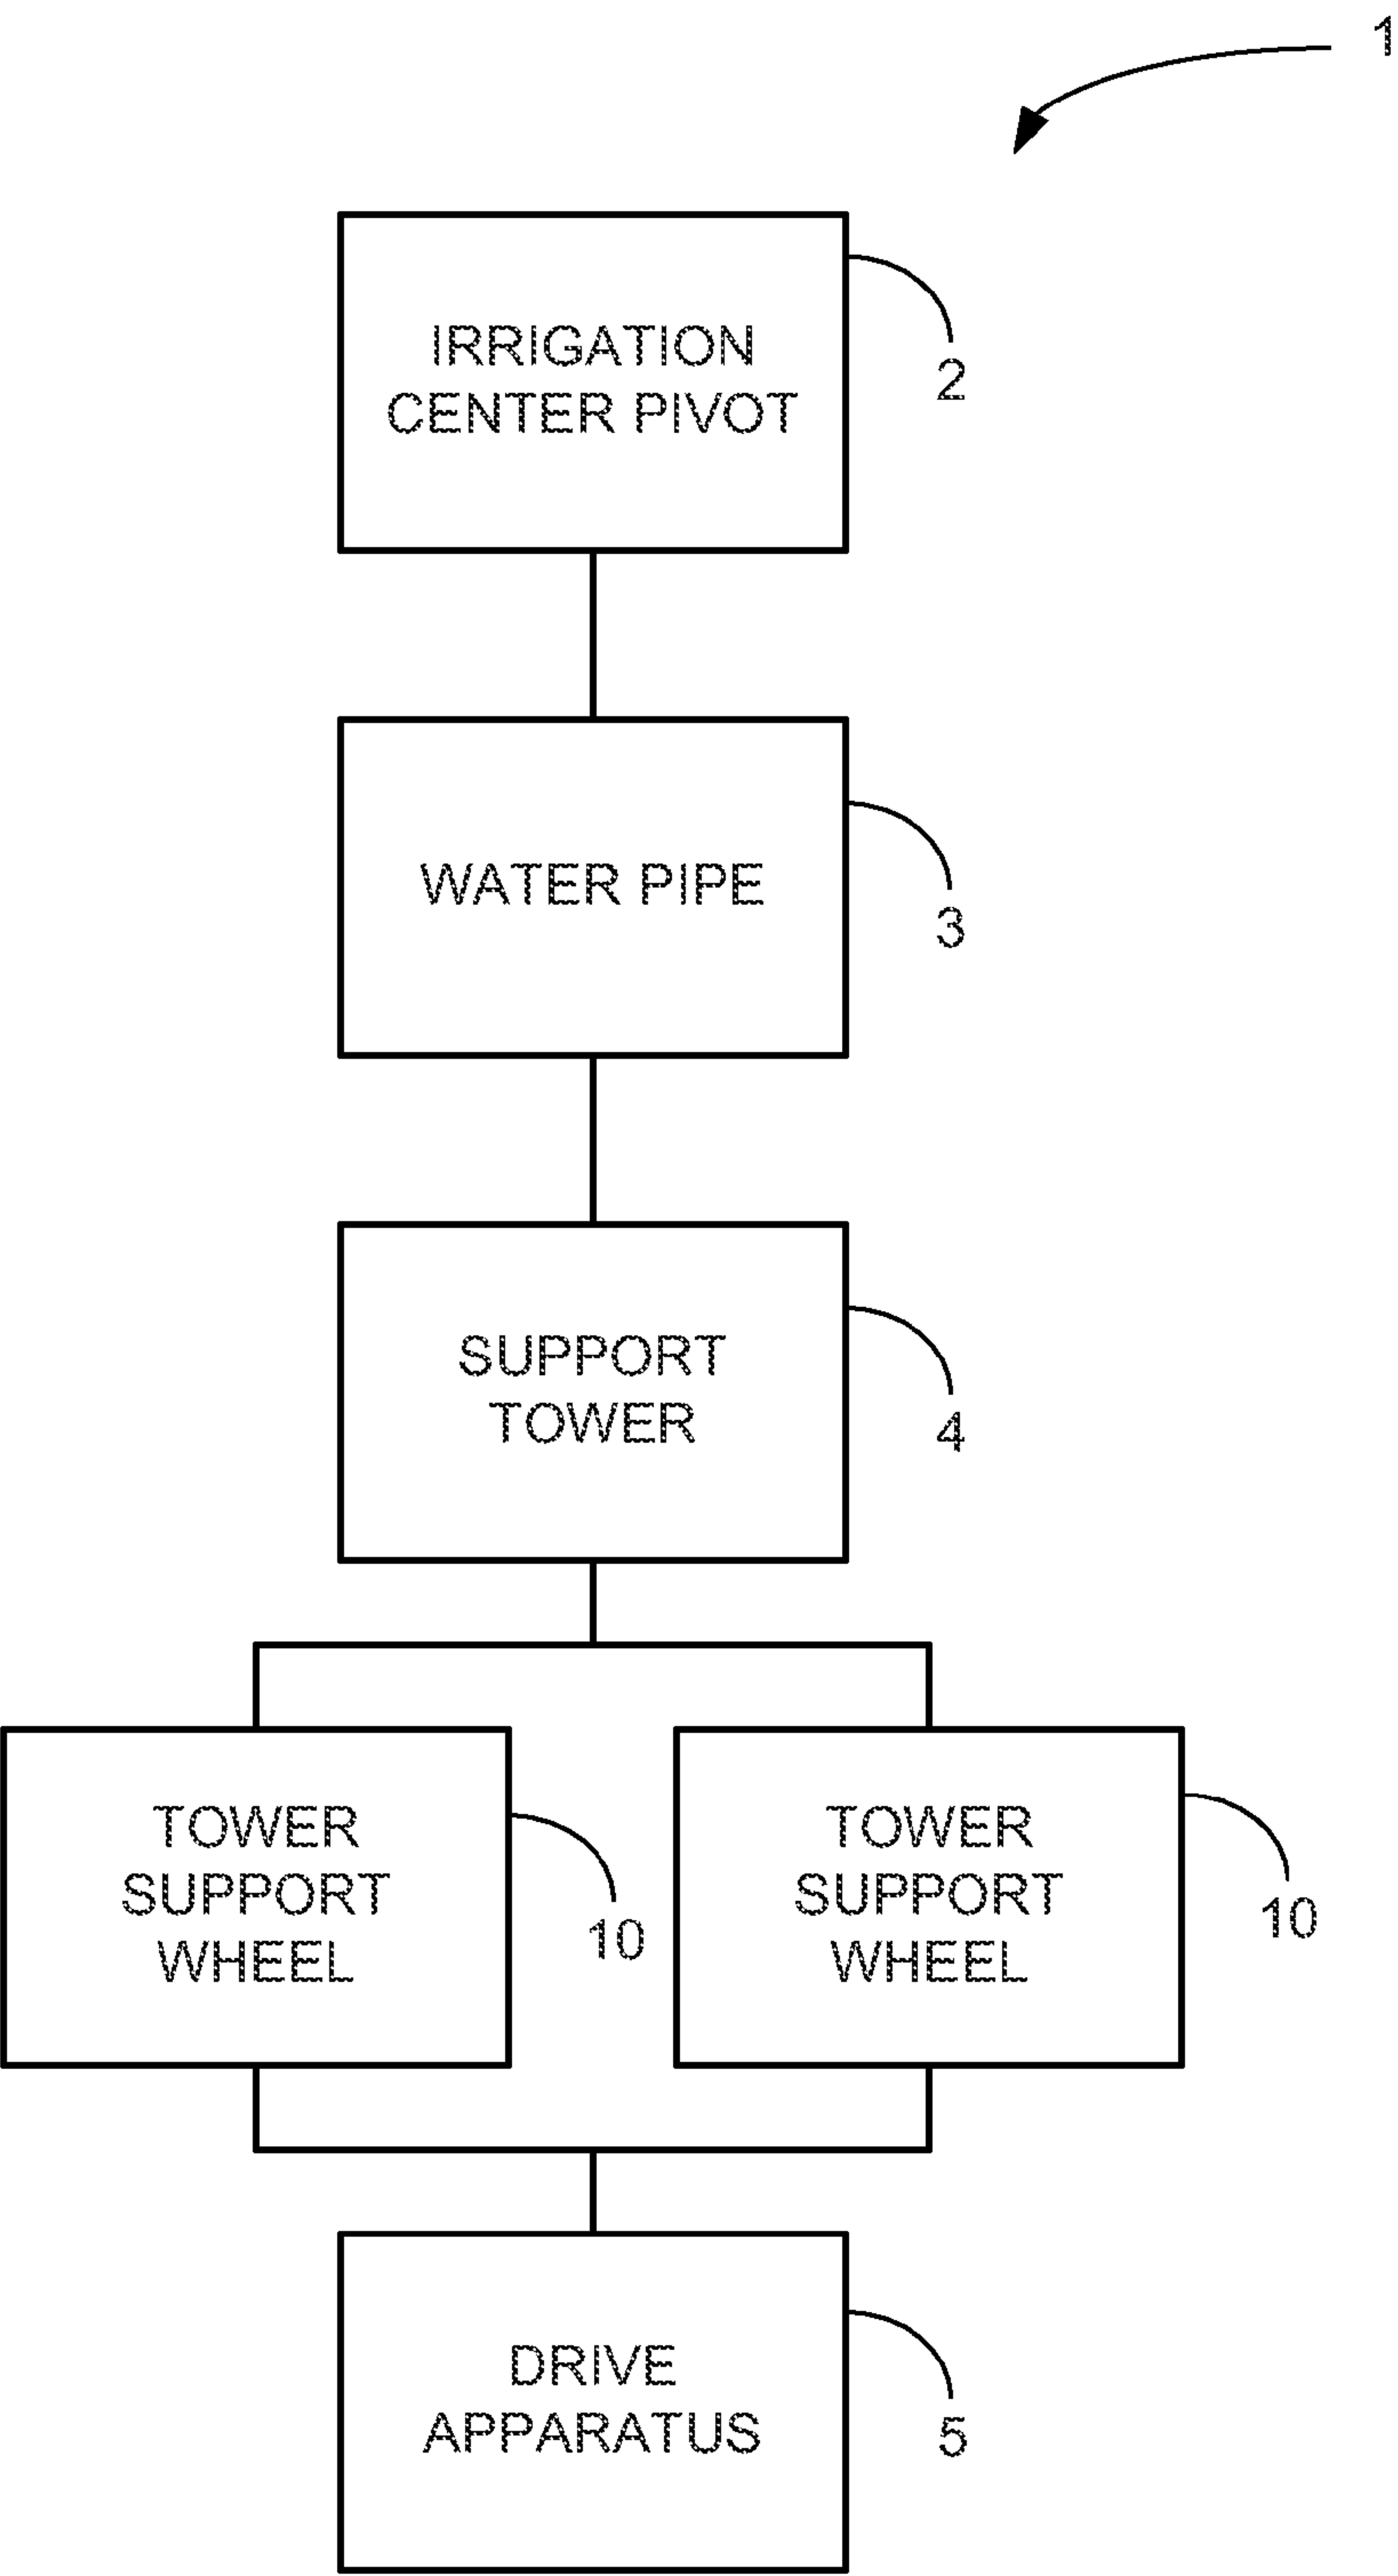 1
IRRIGATION
CENTER PIVOT
2
WATER PIPE
3
SUPPORT
TOWER
4
TOWER
SUPPORT
WHEEL
10
TOWER
SUPPORT
WHEEL
10
DRIVE
APPARATUS
5